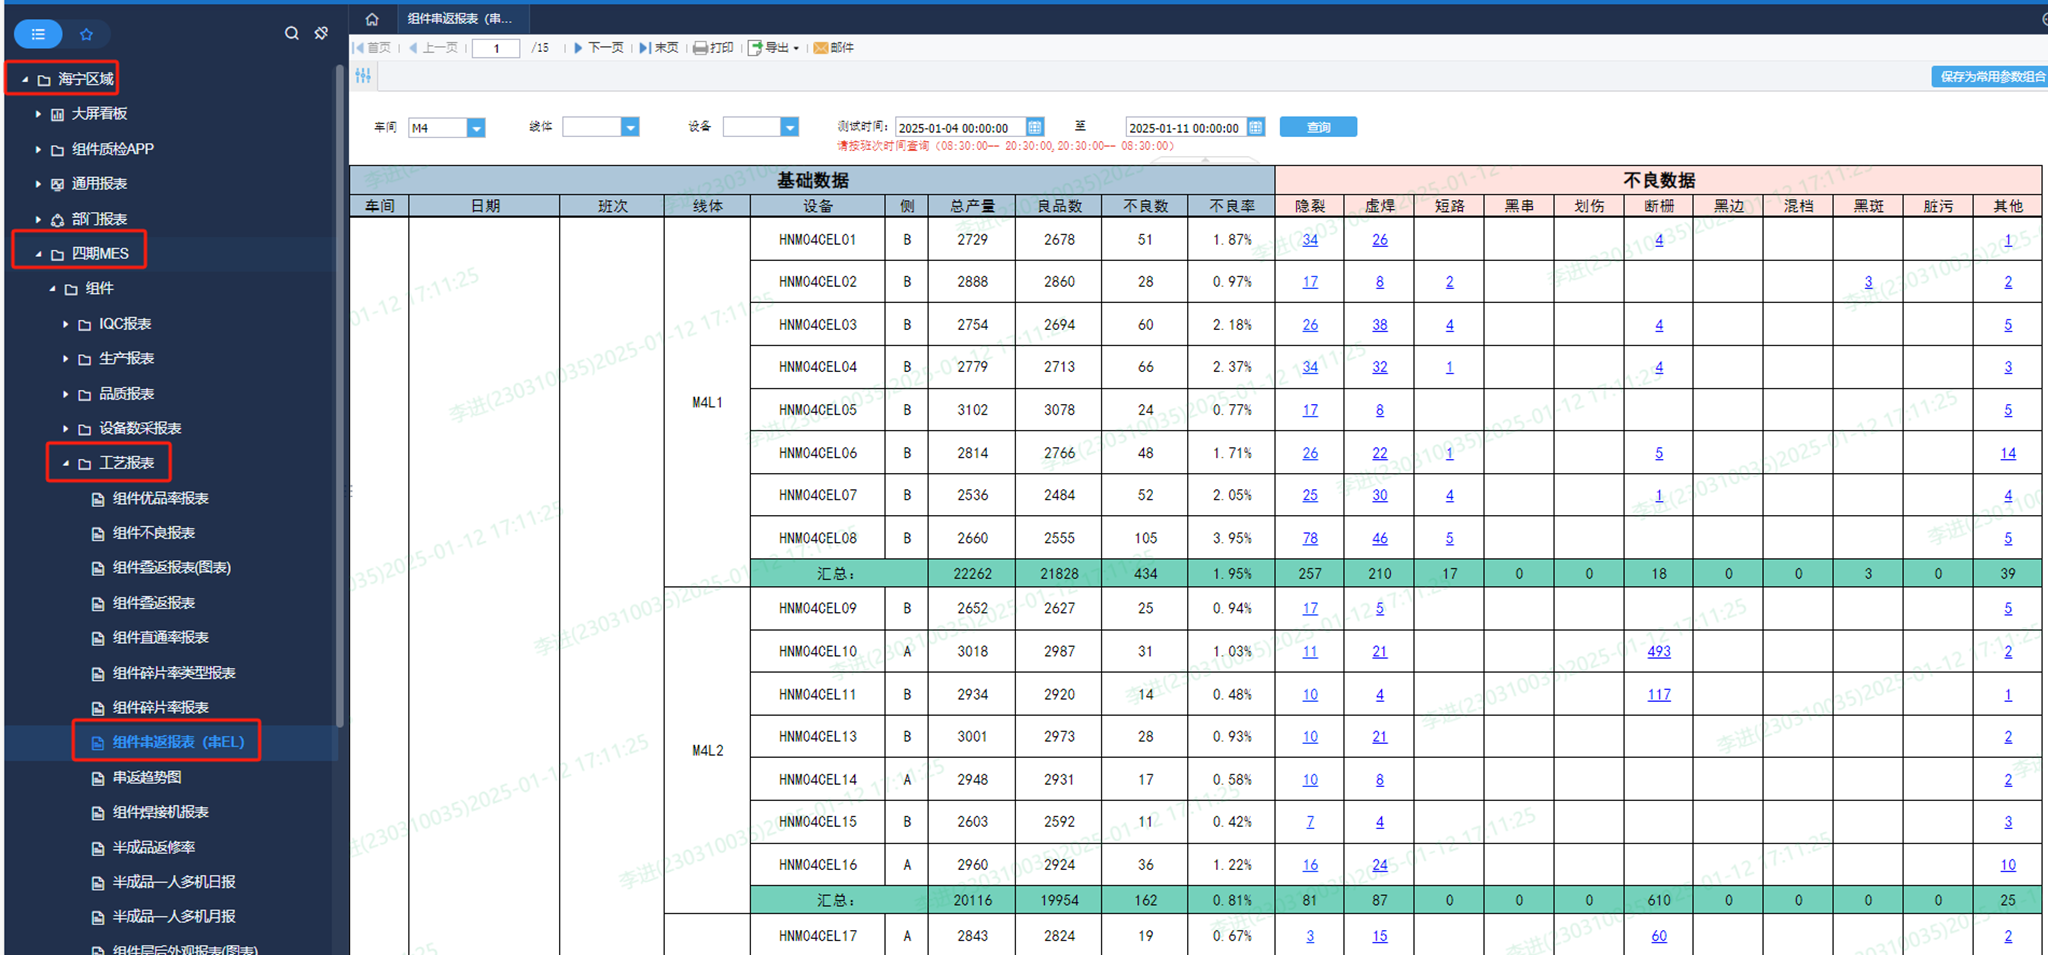 组件串返报表（串...
首页 上一页 1 /15 下一页 末页 打印 导出 邮件
保存为常用参数组合
海宁区域
大屏看板
组件质检APP
通用报表
部门报表
四期MES
组件
IQC报表
生产报表
品质报表
设备数采报表
工艺报表
组件优品率报表
组件不良报表
组件叠返报表(图表)
组件叠返报表
组件直通率报表
组件碎片率类型报表
组件碎片率报表
组件串返报表（串EL）
串返趋势图
组件焊接机报表
半成品返修率
半成品一人多机日报
半成品一人多机月报
组件层后外观报表(图表)
车间 M4 线体 设备 测试时间： 2025-01-04 00:00:00 至 2025-01-11 00:00:00 查询
请按班次时间查询（08:30:00-- 20:30:00,20:30:00-- 08:30:00）
基础数据 不良数据
车间 日期 班次 线体 设备 侧 总产量 良品数 不良数 不良率 隐裂 虚焊 短路 黑串 划伤 断栅 黑边 混档 黑斑 脏污 其他
HNM04CEL01 B 2729 2678 51 1.87% 34 26 4 1
HNM04CEL02 B 2888 2860 28 0.97% 17 8 2 3 2
HNM04CEL03 B 2754 2694 60 2.18% 26 38 4 4 5
HNM04CEL04 B 2779 2713 66 2.37% 34 32 1 4 3
M4L1
HNM04CEL05 B 3102 3078 24 0.77% 17 8 5
HNM04CEL06 B 2814 2766 48 1.71% 26 22 1 5 14
HNM04CEL07 B 2536 2484 52 2.05% 25 30 4 1 4
HNM04CEL08 B 2660 2555 105 3.95% 78 46 5 5
汇总： 22262 21828 434 1.95% 257 210 17 0 0 18 0 0 3 0 39
HNM04CEL09 B 2652 2627 25 0.94% 17 5 5
HNM04CEL10 A 3018 2987 31 1.03% 11 21 493 2
HNM04CEL11 B 2934 2920 14 0.48% 10 4 117 1
HNM04CEL13 B 3001 2973 28 0.93% 10 21 2
M4L2
HNM04CEL14 A 2948 2931 17 0.58% 10 8 2
HNM04CEL15 B 2603 2592 11 0.42% 7 4 3
HNM04CEL16 A 2960 2924 36 1.22% 16 24 10
汇总： 20116 19954 162 0.81% 81 87 0 0 0 610 0 0 0 0 25
HNM04CEL17 A 2843 2824 19 0.67% 3 15 60 2
李进(230310035)2025-01-12 17:11:25